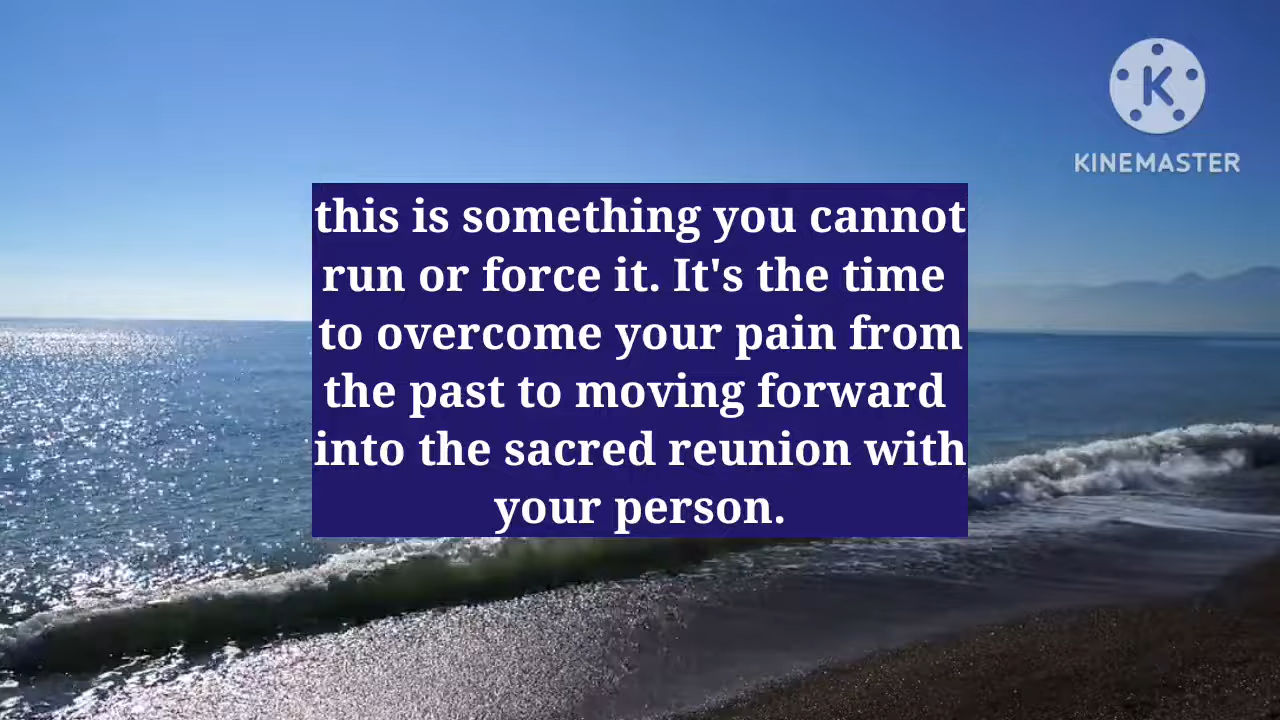 K
KINEMASTER
this is something you cannot
run or force it. It's the time
to overcome your pain from
the past to moving forward
into the sacred reunion with
your person.